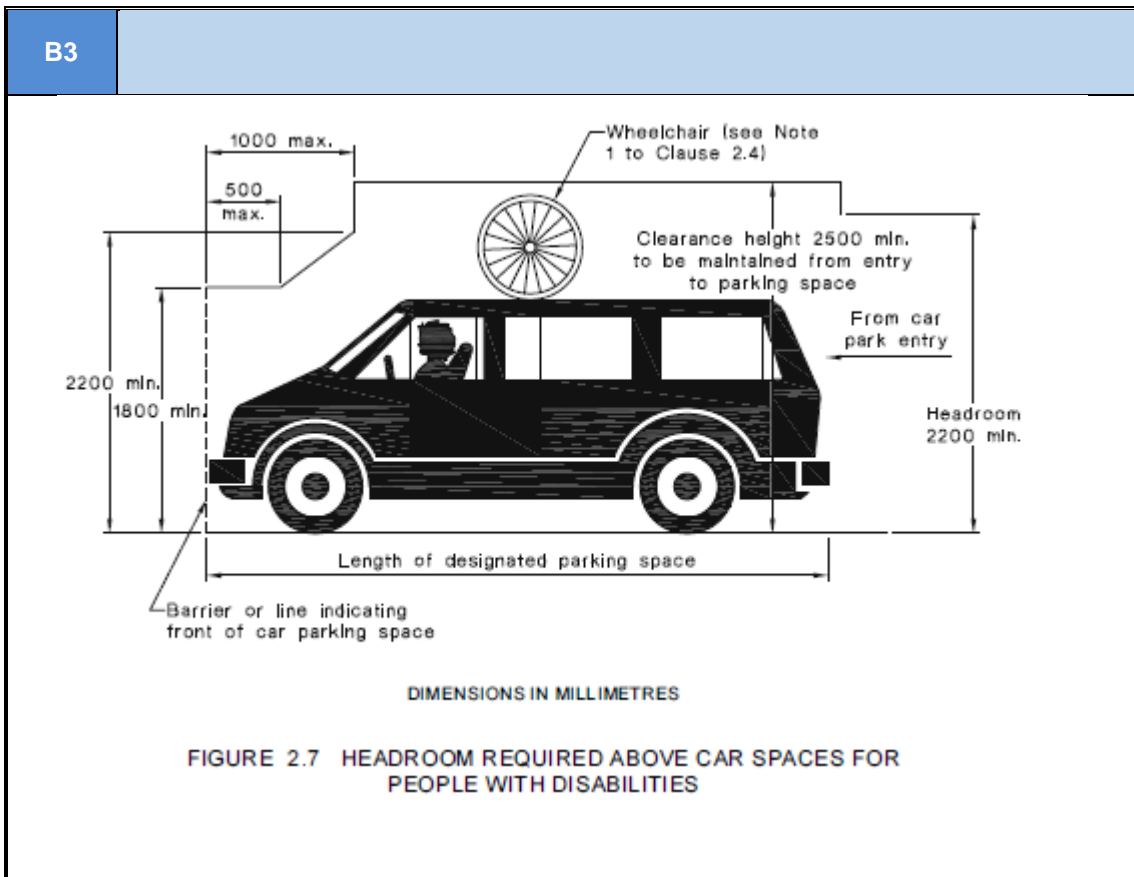 B3
1000 max.
500
max.
Wheelchair (see Note
1 to Clause 2.4)
Clearance height 2500 min.
to be maintained from entry
to parking space
From car
park entry
2200 min.
1800 min.
Headroom
2200 min.
Length of designated parking space
Barrier or line indicating
front of car parking space
DIMENSIONS IN MILLIMETRES
FIGURE 2.7 HEADROOM REQUIRED ABOVE CAR SPACES FOR
PEOPLE WITH DISABILITIES